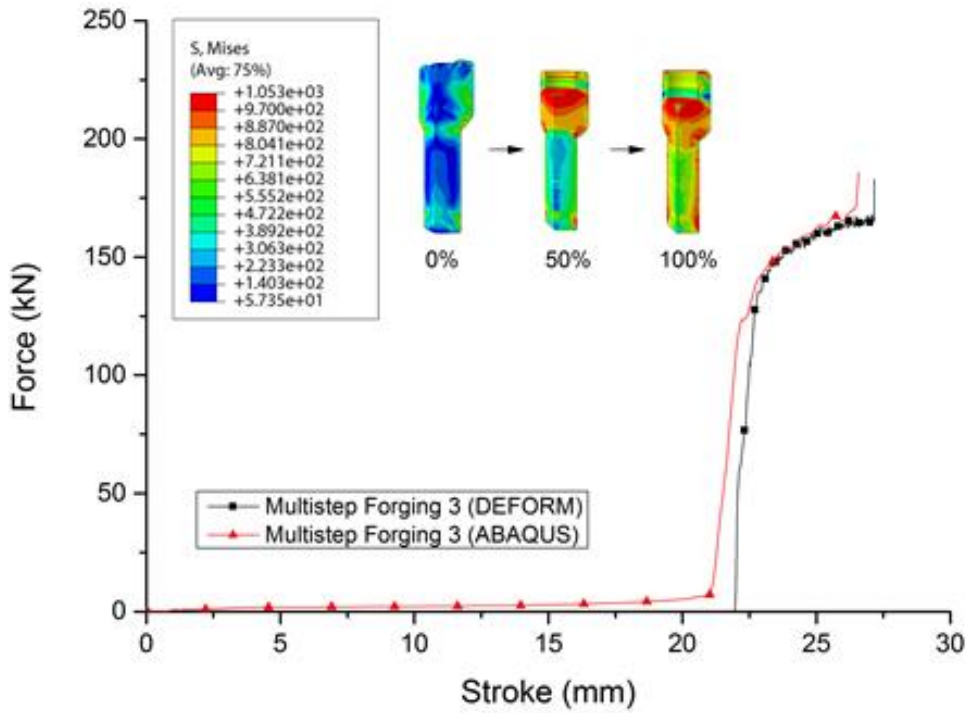 250
200
150
100
50
0
Force (kN)
S, Mises
(Avg: 75%)
+1.053e+03
+9.700e+02
+8.870e+02
+8.041e+02
+7.211e+02
+6.381e+02
+5.552e+02
+4.722e+02
+3.892e+02
+3.063e+02
+2.233e+02
+1.403e+02
+5.735e+01
0% 50% 100%
Multistep Forging 3 (DEFORM)
Multistep Forging 3 (ABAQUS)
0 5 10 15 20 25 30
Stroke (mm)